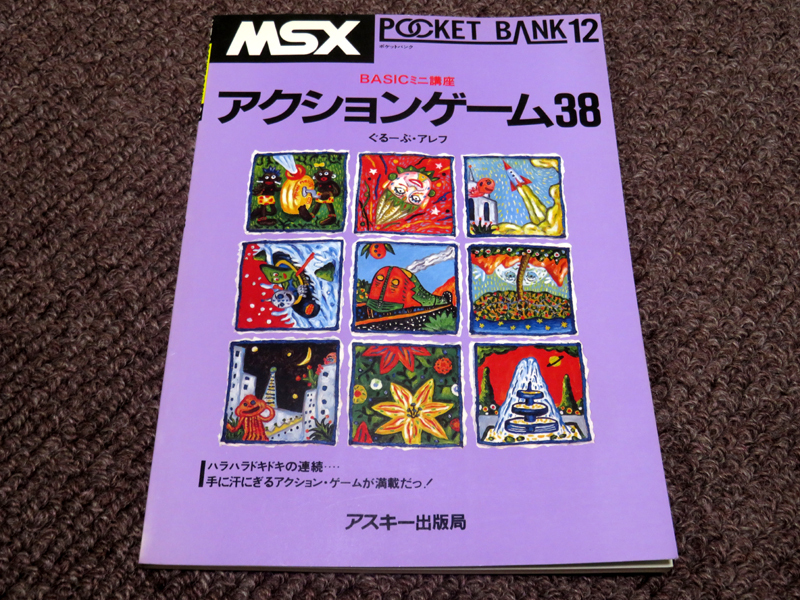 MSX POCKET BANK 12
ポケットバンク
BASICミニ講座
アクションゲーム38
ぐるーぷ・アレフ
ハラハラドキドキの連続‥‥
手に汗にぎるアクション・ゲームが満載だっ!
アスキー出版局